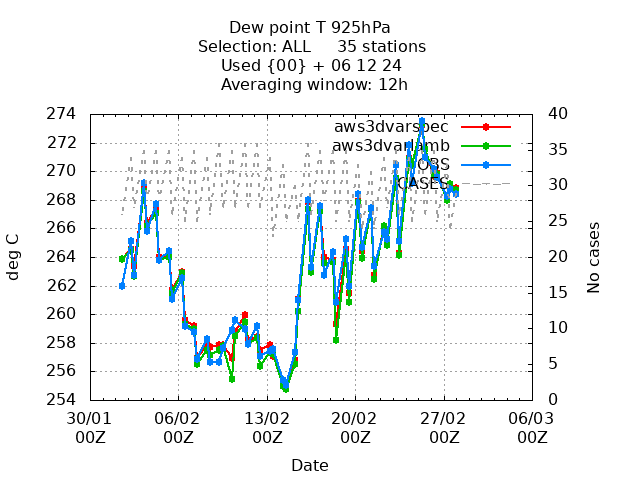 Dew point T 925hPa
Selection: ALL 35 stations
Used {00} + 06 12 24
Averaging window: 12h
274
272
270
268
266
264
262
260
258
256
254
deg C
40
35
30
25
20
15
10
5
0
No cases
aws3dvarspec
aws3dvarlamb
OBS
CASES
30/01 06/02 13/02 20/02 27/02 06/03
00Z 00Z 00Z 00Z 00Z 00Z
Date